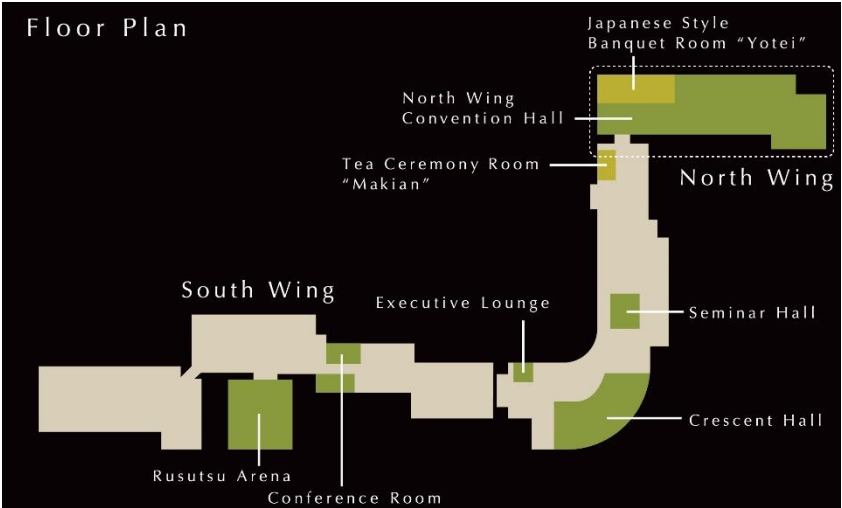 Floor Plan
Japanese Style
Banquet Room “Yotei”
North Wing
Convention Hall
Tea Ceremony Room
“Makian”
North Wing
South Wing
Executive Lounge
Seminar Hall
Crescent Hall
Rusutsu Arena
Conference Room